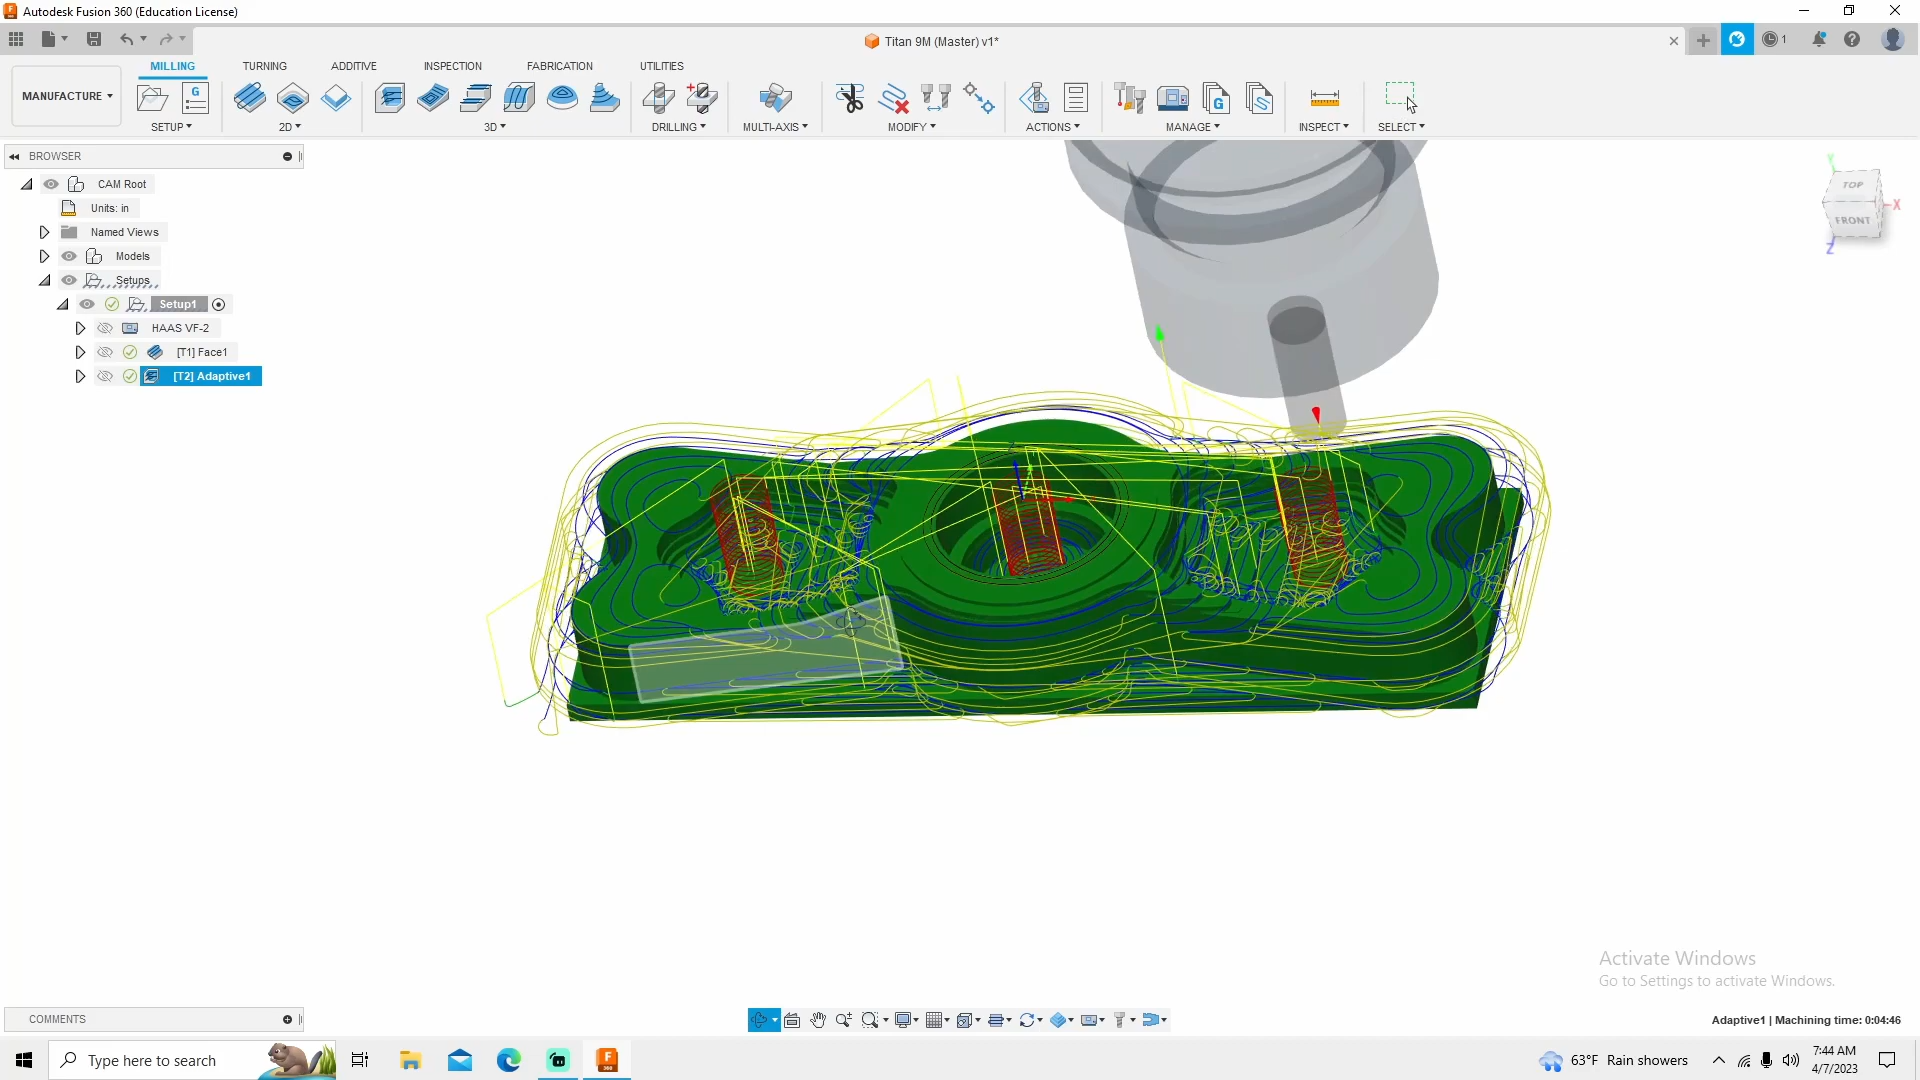 Autodesk Fusion 360 (Education License)
Titan 9M (Master) v1*
1
MILLING TURNING ADDITIVE INSPECTION FABRICATION UTILITIES
MANUFACTURE
SETUP 2D 3D DRILLING MULTI-AXIS MODIFY ACTIONS MANAGE INSPECT SELECT
BROWSER
CAM Root
Units: in
Named Views
Models
Setups
Setup1
HAAS VF-2
[T1] Face1
[T2] Adaptive1
Y
TOP
X
FRONT
Z
Activate Windows
Go to Settings to activate Windows.
COMMENTS
Adaptive1 | Machining time: 0:04:46
Type here to search
63°F Rain showers
7:44 AM
4/7/2023